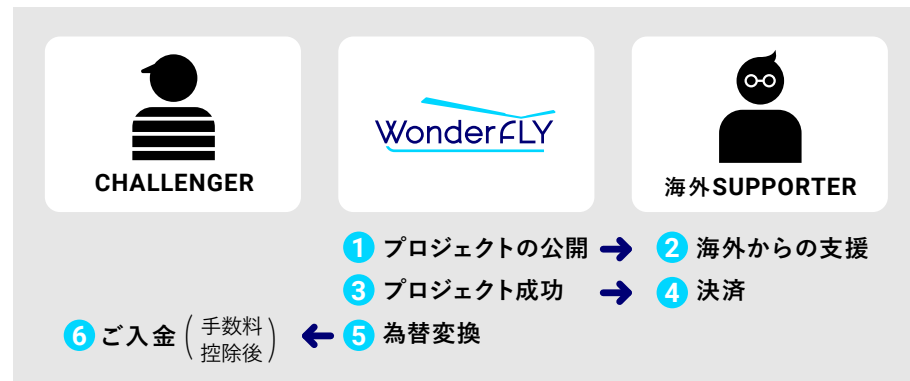 CHALLENGER
WonderFLY
海外SUPPORTER
1 プロジェクトの公開 → 2 海外からの支援
3 プロジェクト成功 → 4 決済
6 ご入金 (手数料
控除後) ← 5 為替変換